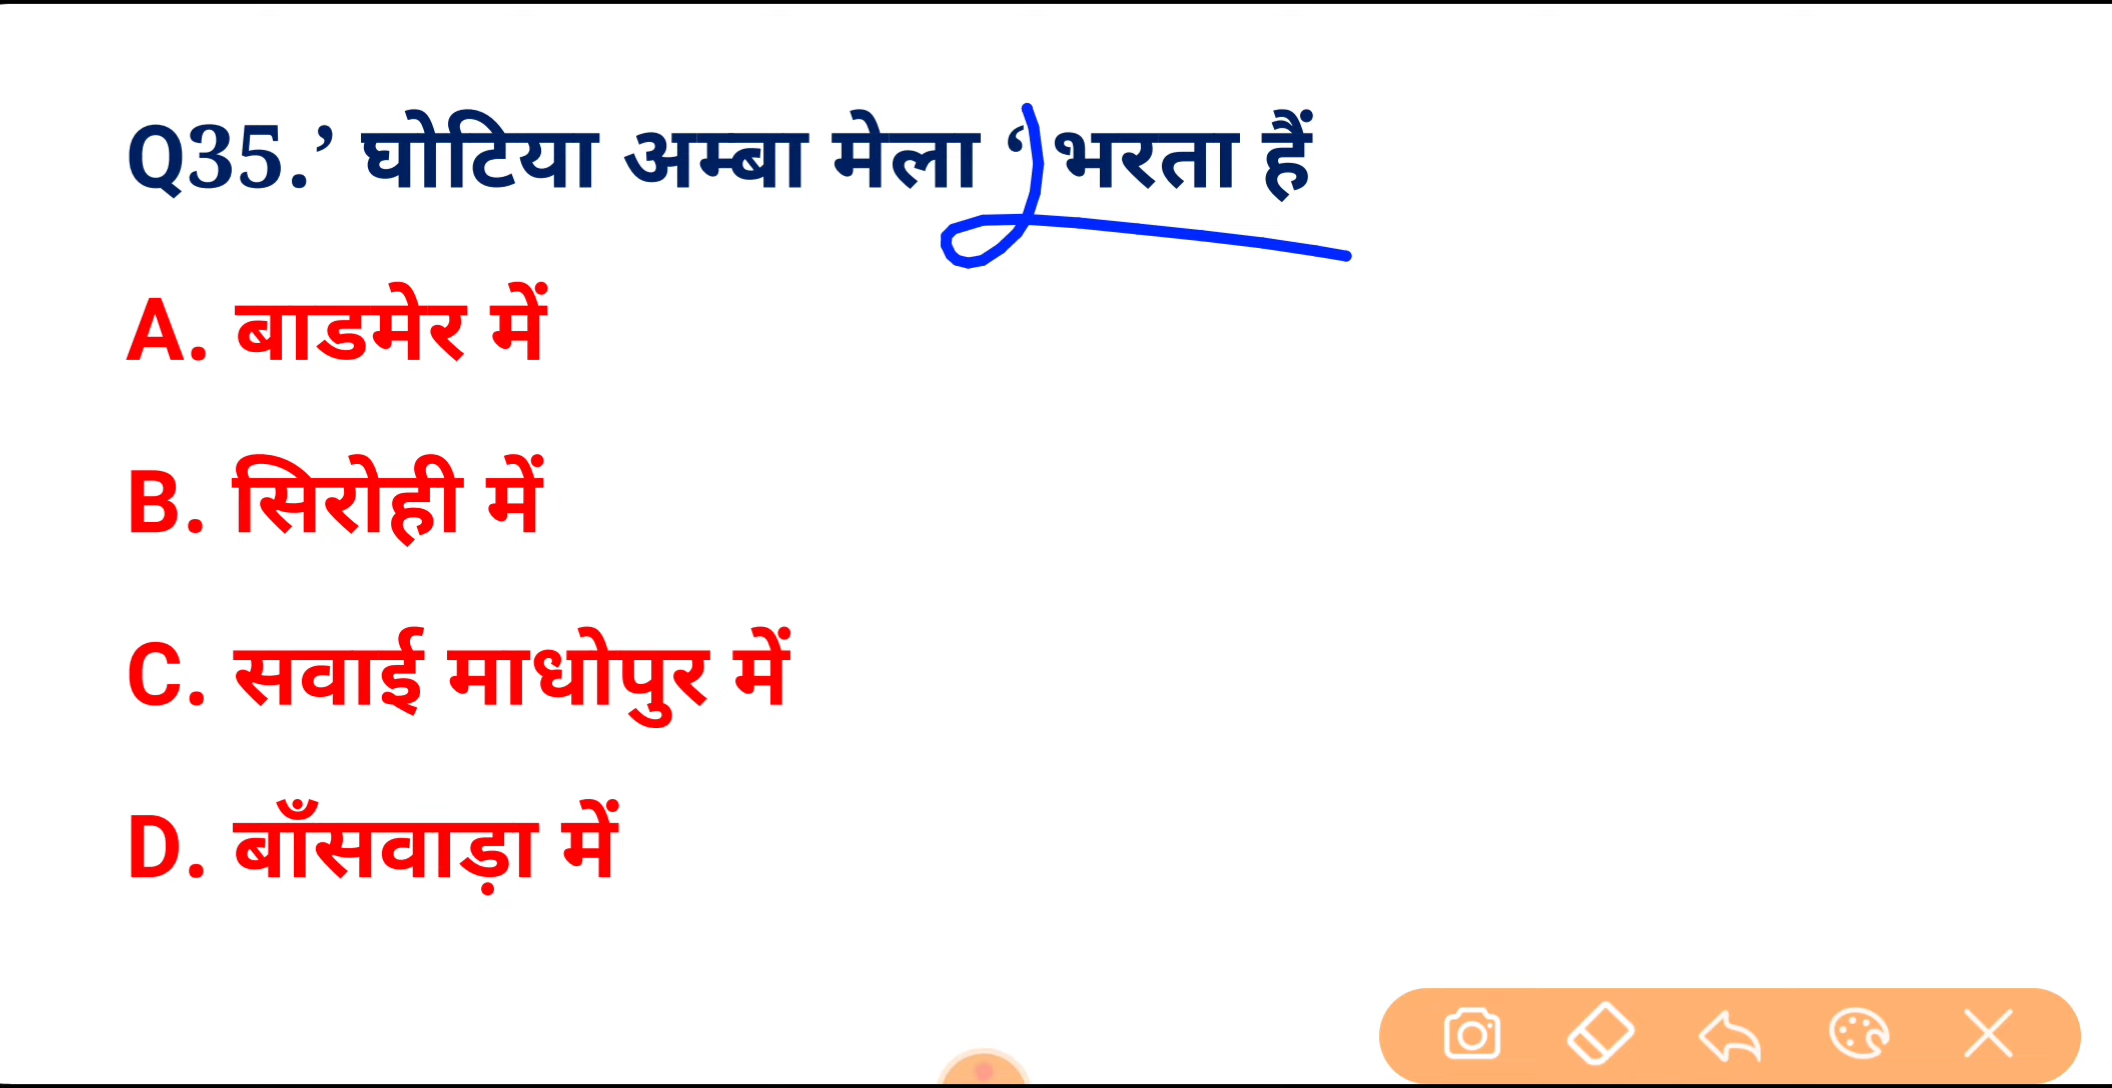 Q35.’ घोटिया अम्बा मेला ‘ भरता हैं
A. बाडमेर में
B. सिरोही में
C. सवाई माधोपुर में
D. बाँसवाड़ा में